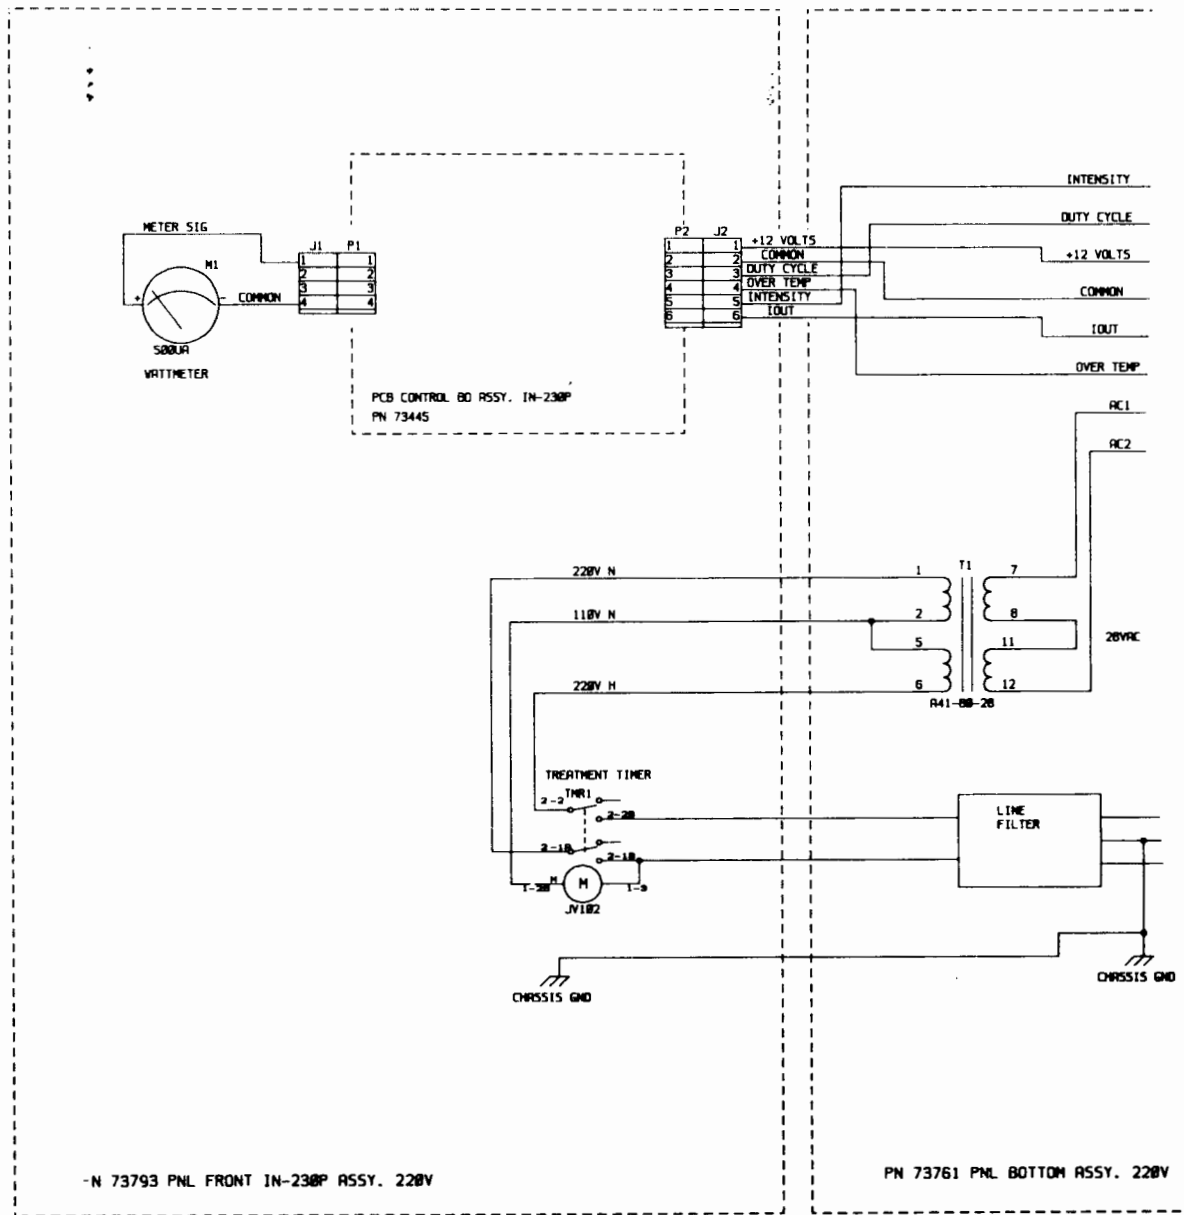 INTENSITY
DUTY CYCLE
METER SIG
J1 P1
P2 J2
+12 VOLTS
COMMON
DUTY CYCLE
OVER TEMP
INTENSITY
IOUT
+12 VOLTS
COMMON
IOUT
OVER TEMP
1 1
2 2
3 3
4 4
1 1
2 2
3 3
4 4
5 5
6 6
M1
+ -
COMMON
500UA
WATTMETER
PCB CONTROL BD ASSY. IN-230P
PN 73445
AC1
AC2
220V N
1 T1 7
110V N
2 8
5 11
28VAC
220V H
6 12
A41-80-28
TREATMENT TIMER
TMR1
2-2
2-2B
2-1B
M
1-2B
M
1-3
JV102
LINE
FILTER
CHASSIS GND
CHASSIS GND
-N 73793 PNL FRONT IN-230P ASSY. 220V
PN 73761 PNL BOTTOM ASSY. 220V